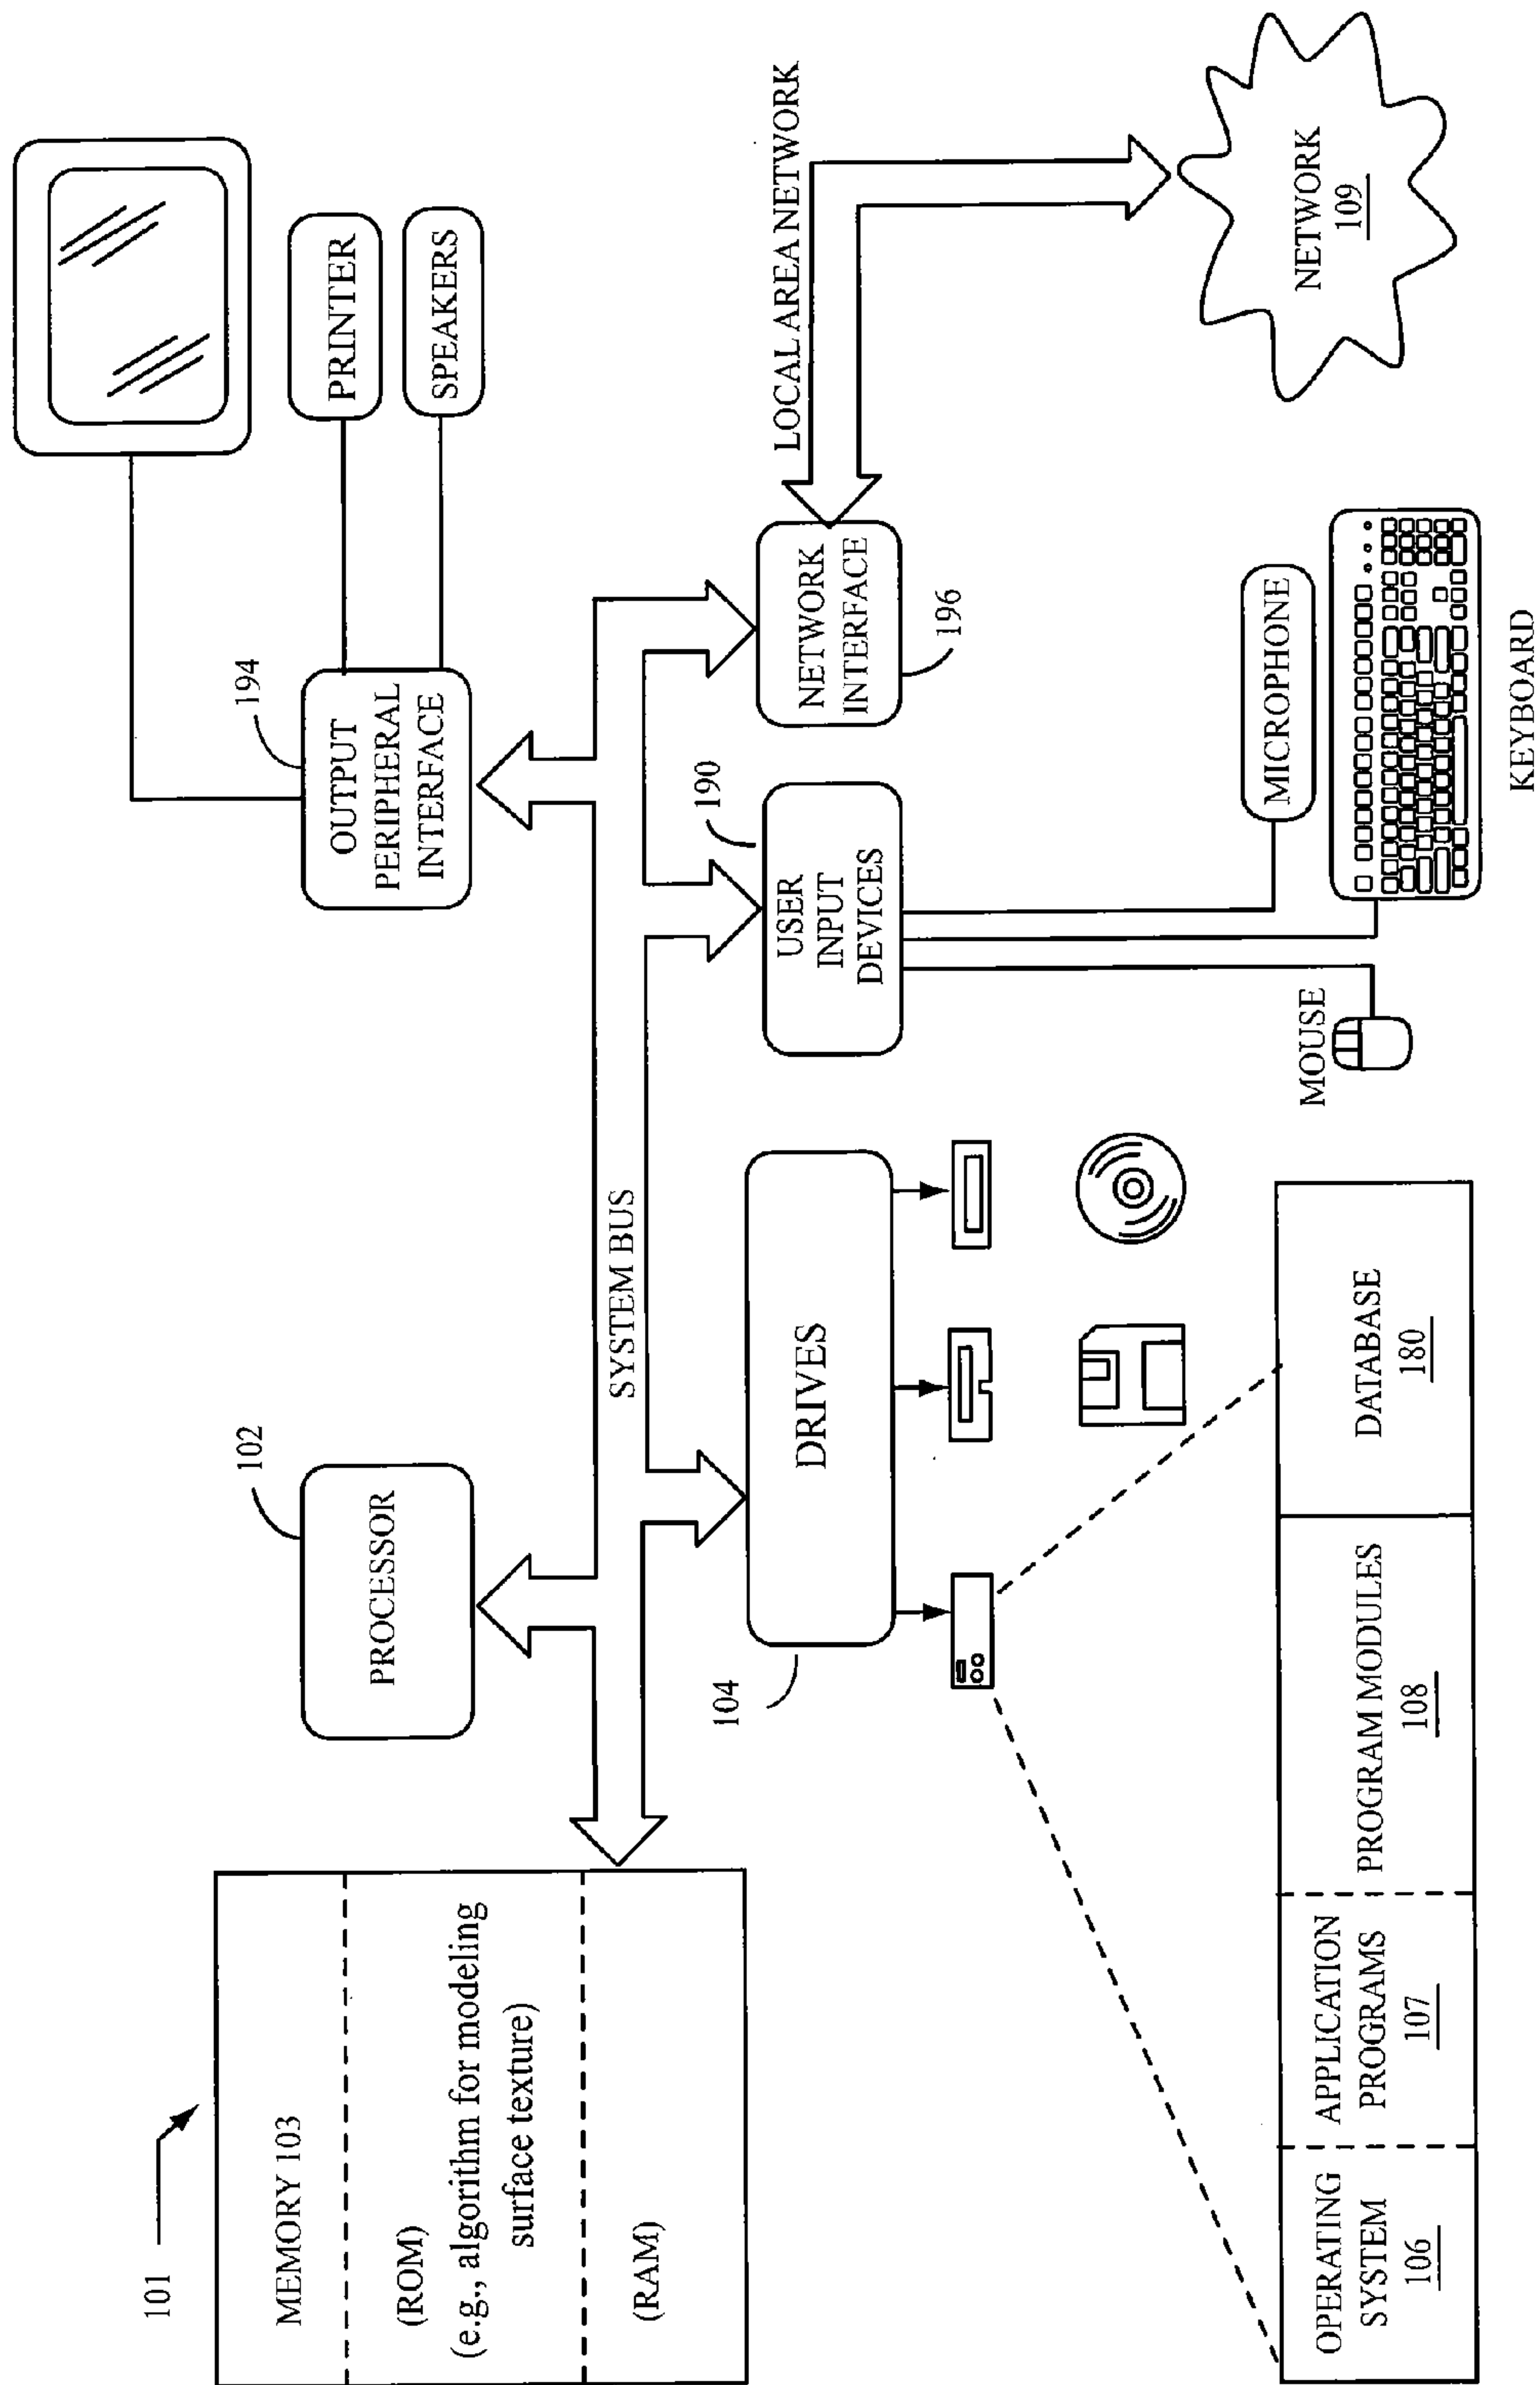 101
MEMORY 103
(ROM)
(e.g., algorithm for modeling
surface texture)
(RAM)
102
PROCESSOR
194
OUTPUT
PERIPHERAL
INTERFACE
PRINTER
SPEAKERS
SYSTEM BUS
104
DRIVES
190
USER
INPUT
DEVICES
NETWORK
INTERFACE
196
LOCAL AREA NETWORK
NETWORK
109
MOUSE
MICROPHONE
KEYBOARD
OPERATING
SYSTEM
106
APPLICATION
PROGRAMS
107
PROGRAM MODULES
108
DATABASE
180